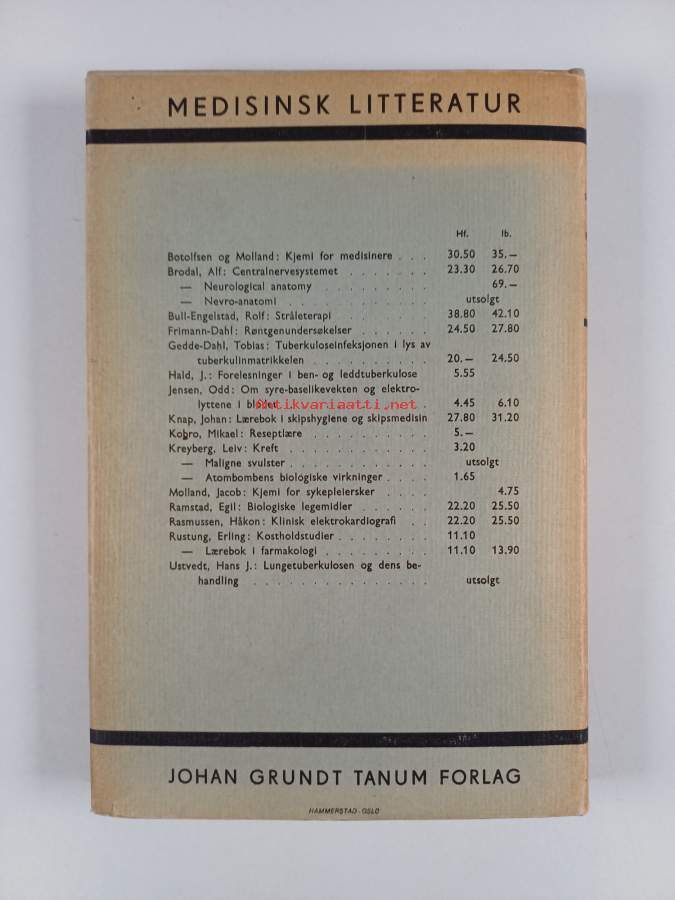 MEDISINSK LITTERATUR
Hf. Ib.
Botolfsen og Molland: Kjemi for medisinere . . . 30.50 35.—
Brodal, Alf: Centralnervesystemet . . . . . . . 23.30 26.70
— Neurological anatomy . . . . . . . . 69.—
— Nevro-anatomi . . . . . . . . . . utsolgt
Bull-Engelstad, Rolf: Stråleterapi . . . . . . . 38.80 42.10
Frimann-Dahl: Røntgenundersøkelser . . . . . . 24.50 27.80
Gedde-Dahl, Tobias: Tuberkuloseinfeksjonen i lys av
tuberkulinmatrikkelen . . . . . . . . . 20.— 24.50
Hald, J.: Forelesninger i ben- og leddtuberkulose 5.55
Jensen, Odd: Om syre-baselikevekten og elektro-
lyttene i blodet . . . . . . . . . . . 4.45 6.10
antikvariaatti.net
Knap, Johan: Lærebok i skipshygiene og skipsmedisin 27.80 31.20
Kobro, Mikael: Reseptlære . . . . . . . . . 5.—
Kreyberg, Leiv: Kreft . . . . . . . . . . . 3.20
— Maligne svulster . . . . . . . . . . utsolgt
— Atombombens biologiske virkninger . . . . 1.65
Molland, Jacob: Kjemi for sykepleiersker . . . . 4.75
Ramstad, Egil: Biologiske legemidler . . . . . . 22.20 25.50
Rasmussen, Håkon: Klinisk elektrokardiografi . . 22.20 25.50
Rustung, Erling: Kostholdstudier . . . . . . . . 11.10
— Lærebok i farmakologi . . . . . . . . 11.10 13.90
Ustvedt, Hans J.: Lungetuberkulosen og dens be-
handling . . . . . . . . . . . . . . utsolgt
JOHAN GRUNDT TANUM FORLAG
HAMMERSTAD-OSLO